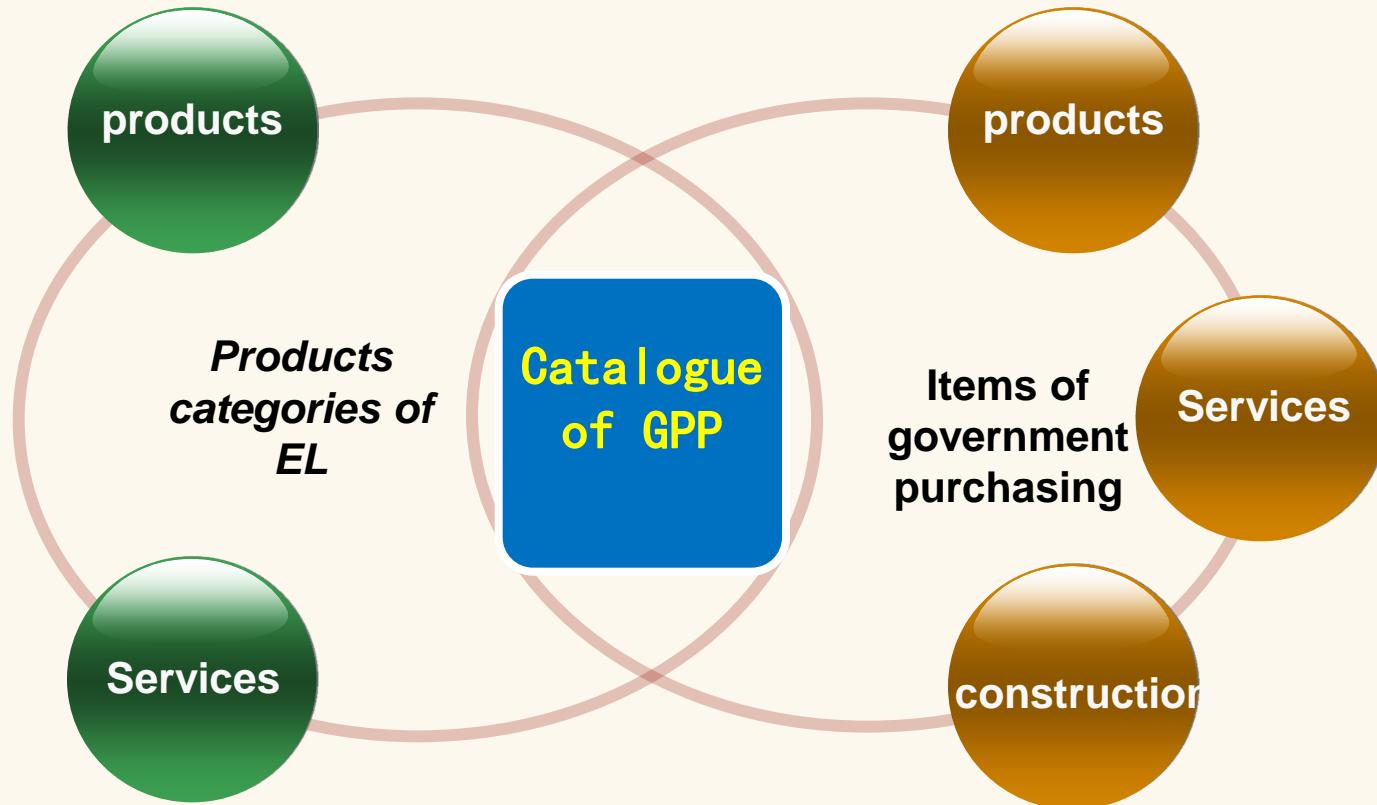 products
products
Products
categories of
EL
Catalogue
of GPP
Items of
government
purchasing
Services
Services
construction